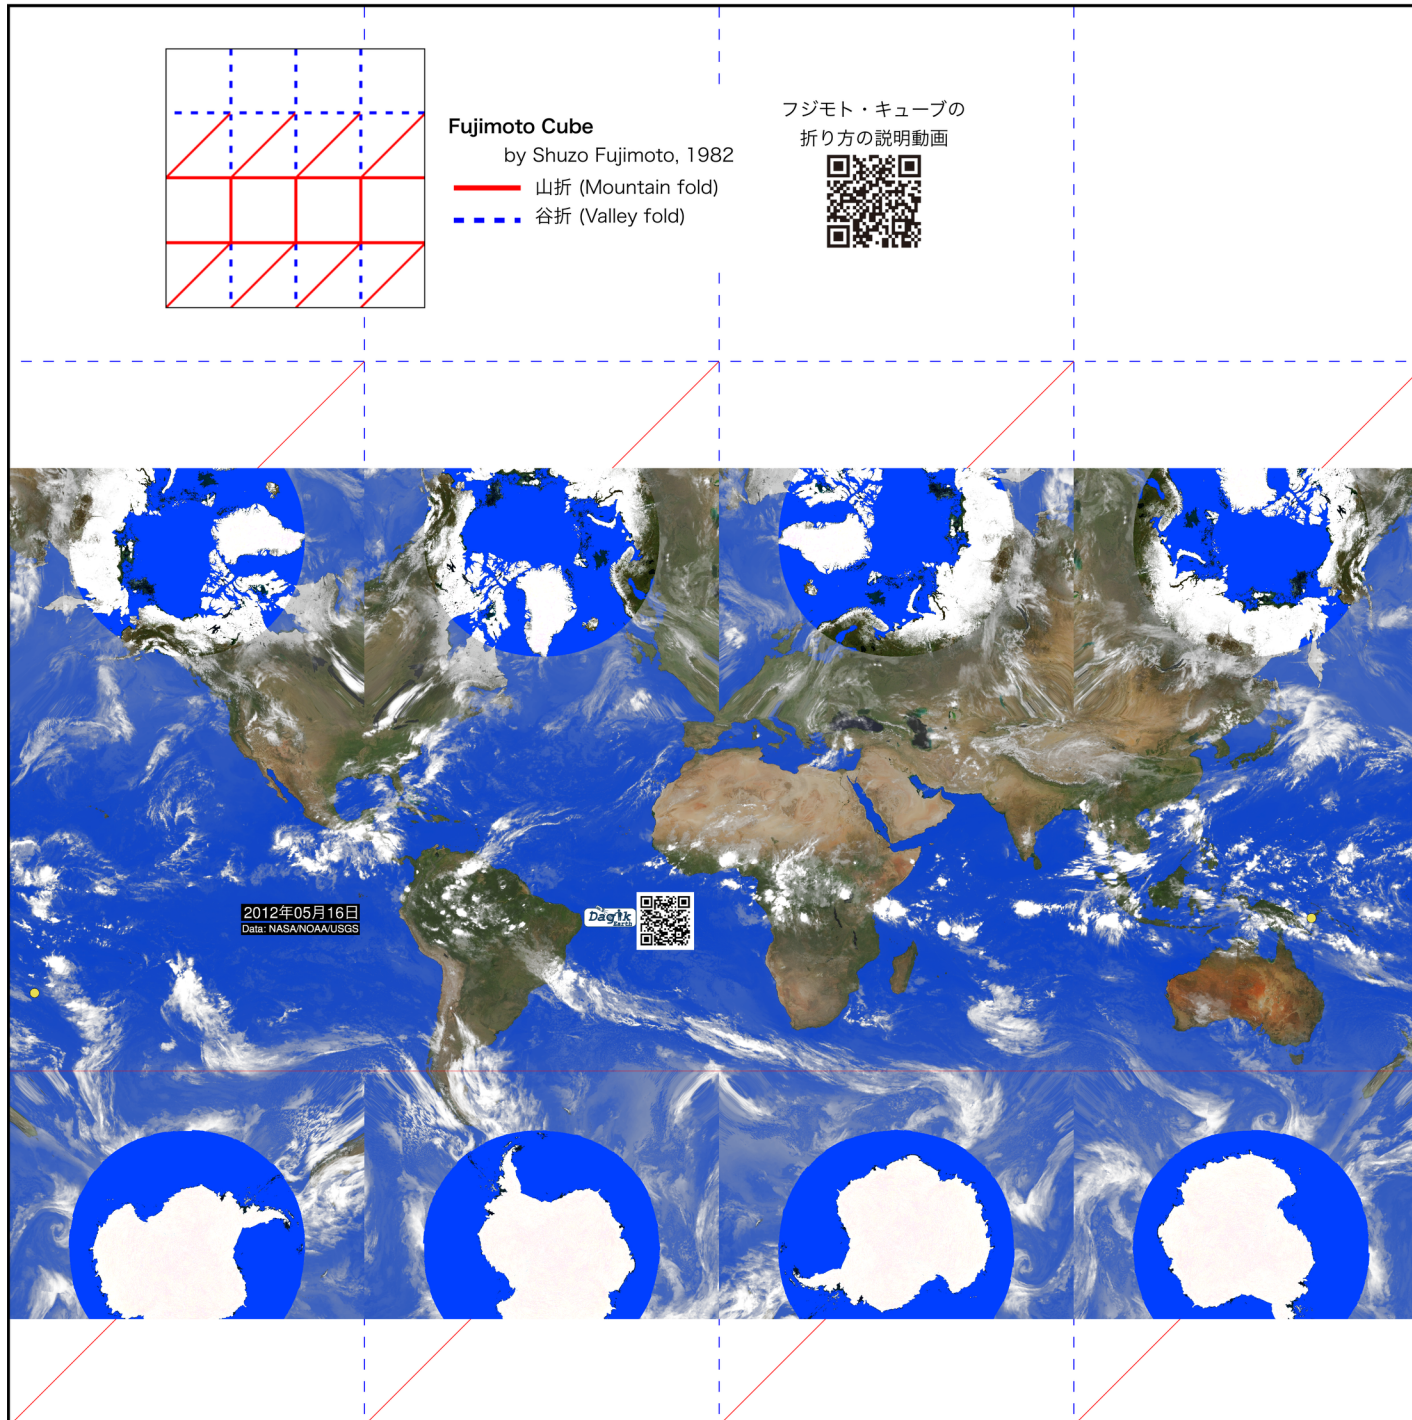 Fujimoto Cube
by Shuzo Fujimoto, 1982
山折 (Mountain fold)
谷折 (Valley fold)
フジモト・キューブの
折り方の説明動画
2012年05月16日
Data: NASA/NOAA/USGS
Dagik
Earth